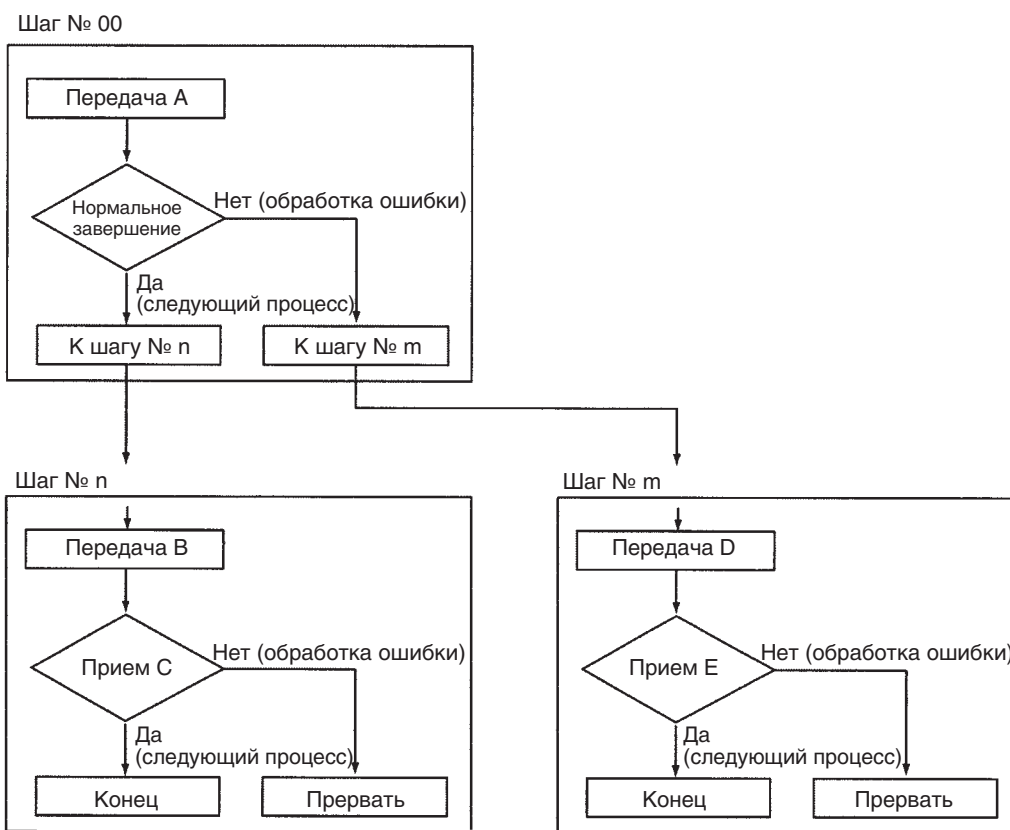 Шаг № 00
Передача A
Нормальное
завершение
Нет (обработка ошибки)
Да
(следующий процесс)
К шагу № n
К шагу № m
Шаг № n
Передача B
Прием C
Нет (обработка ошибки)
Да
(следующий процесс)
Конец
Прервать
Шаг № m
Передача D
Прием E
Нет (обработка ошибки)
Да
(следующий процесс)
Конец
Прервать